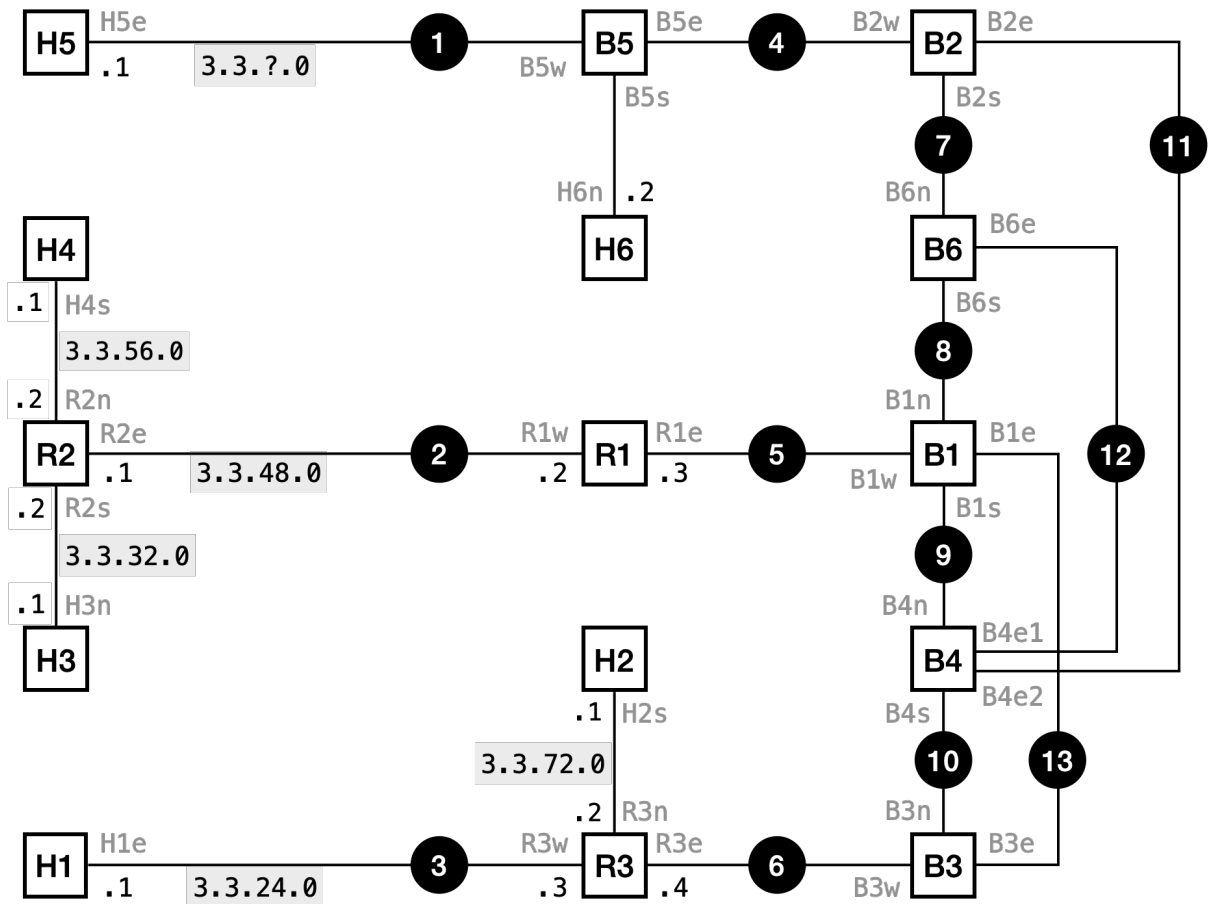 H5e
B5e
B2w
B2e
H5
1
B5
4
B2
.1
3.3.?.0
B5w
B5s
B2s
7
11
H6n
.2
B6n
H4
H6
B6
B6e
.1
H4s
B6s
3.3.56.0
8
.2
R2n
B1n
R2e
R1w
R1e
B1e
R2
2
R1
5
B1
12
.1
3.3.48.0
.2
.3
B1w
.2
R2s
B1s
3.3.32.0
9
.1
H3n
B4n
B4e1
H3
H2
B4
B4e2
.1
H2s
B4s
3.3.72.0
10
13
.2
R3n
B3n
H1e
R3w
R3e
B3e
H1
3
R3
6
B3
.1
3.3.24.0
.3
.4
B3w